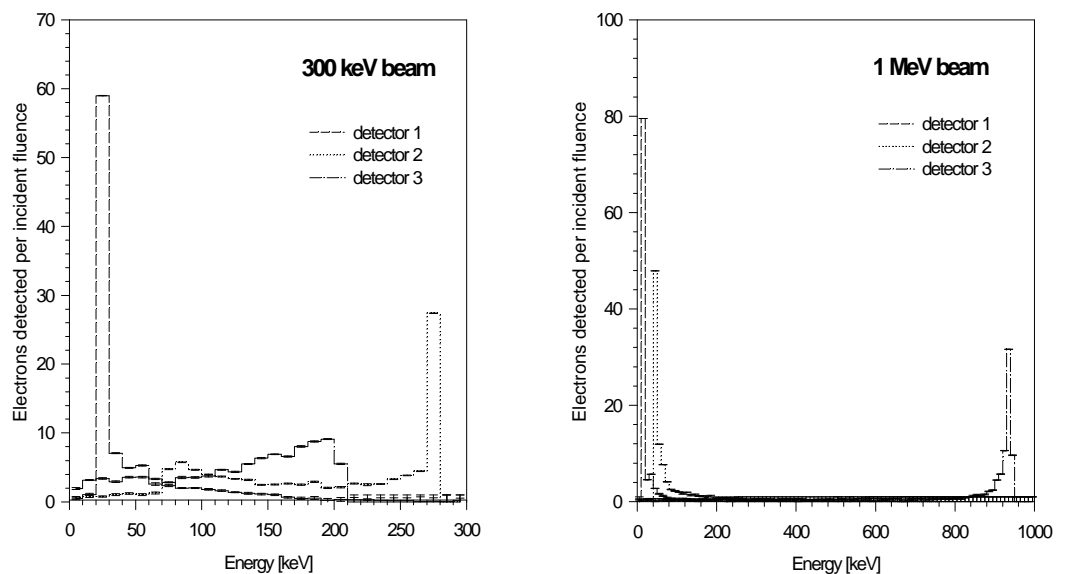 70
60
50
40
30
20
10
0
Electrons detected per incident fluence
300 keV beam
detector 1
detector 2
detector 3
0 50 100 150 200 250 300
Energy [keV]
100
80
60
40
20
0
Electrons detected per incident fluence
1 MeV beam
detector 1
detector 2
detector 3
0 200 400 600 800 1000
Energy [keV]